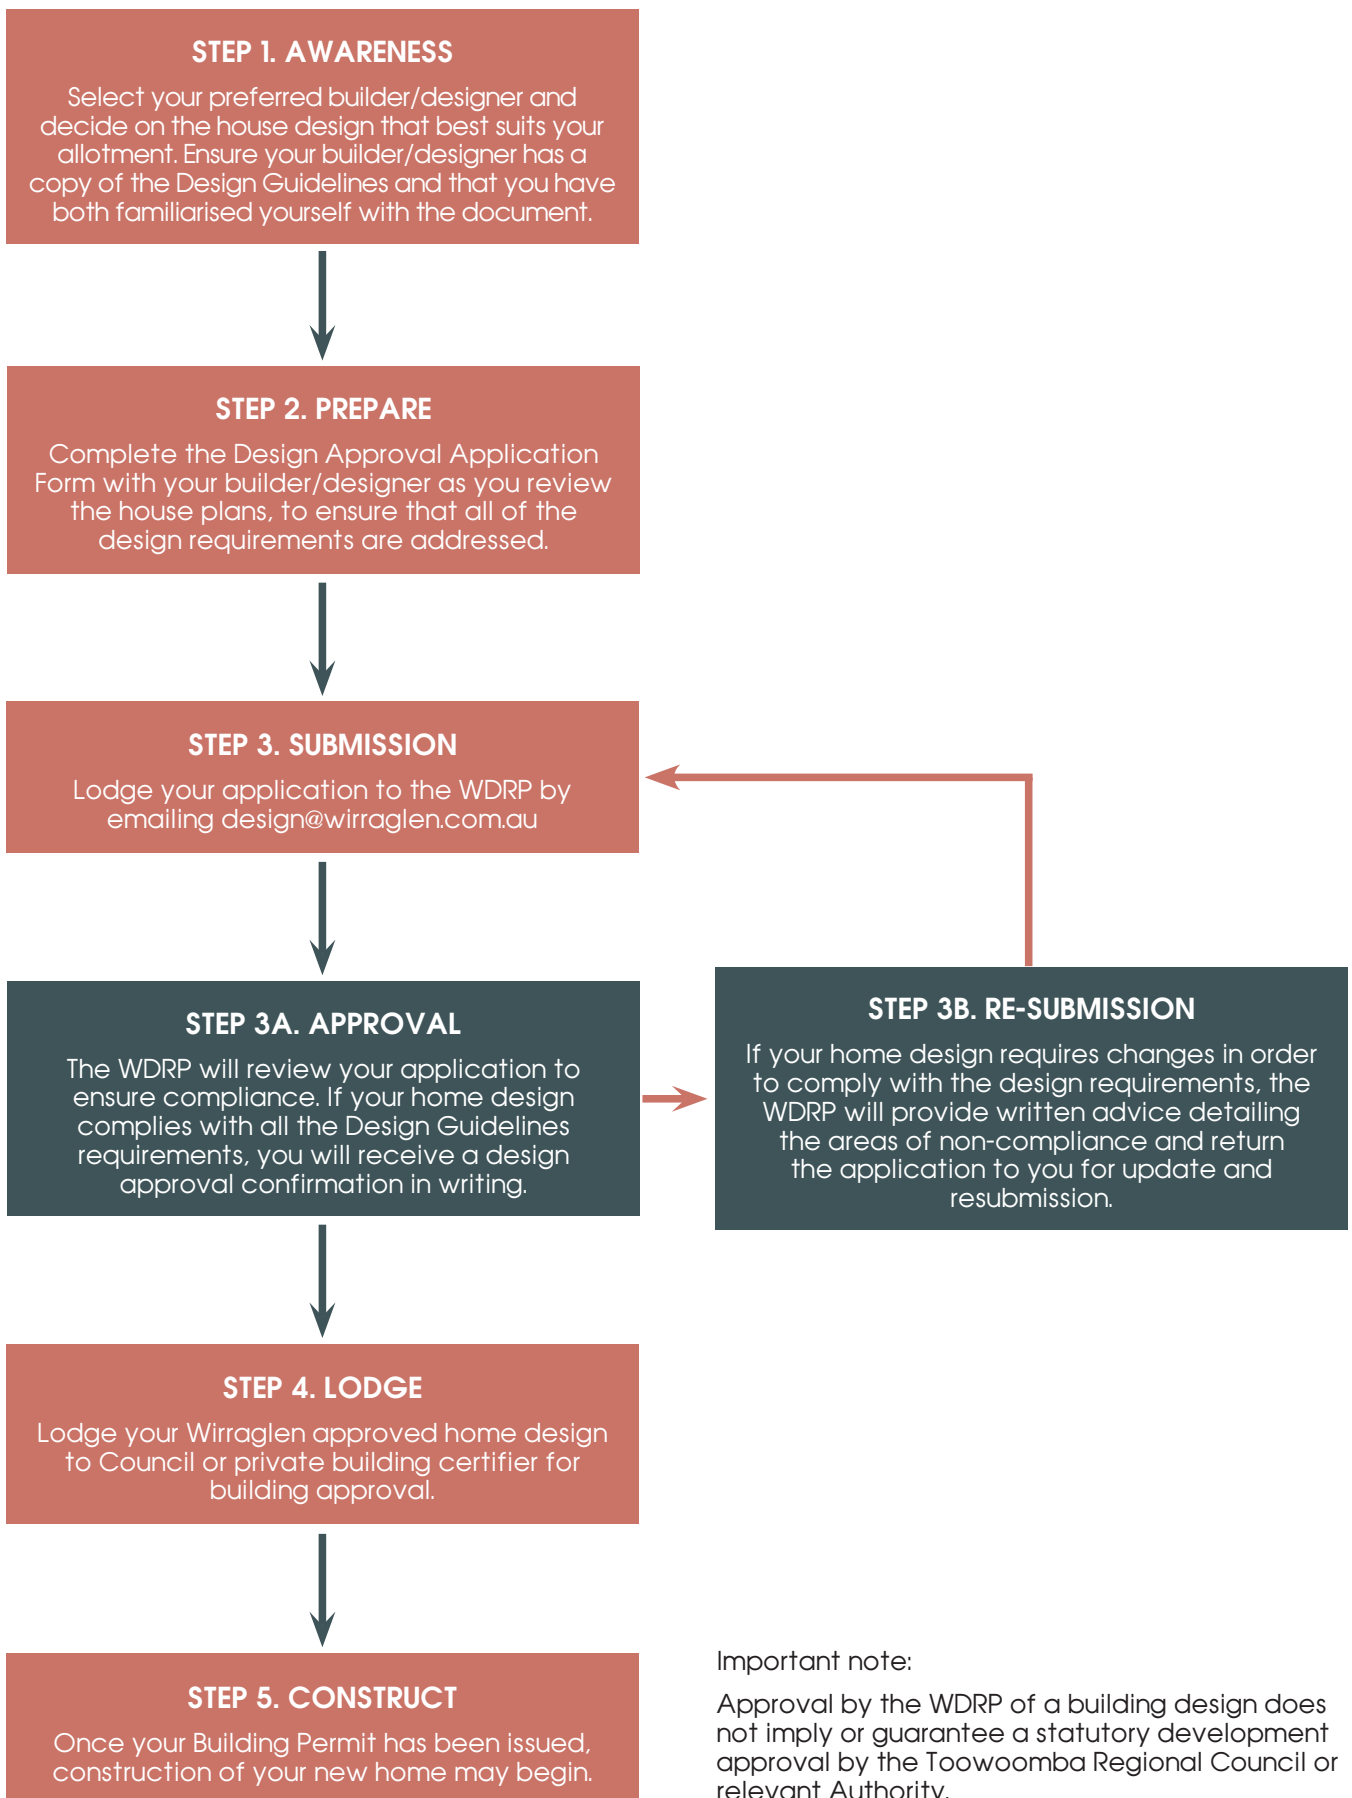 STEP 1. AWARENESS
Select your preferred builder/designer and
decide on the house design that best suits your
allotment. Ensure your builder/designer has a
copy of the Design Guidelines and that you have
both familiarised yourself with the document.
STEP 2. PREPARE
Complete the Design Approval Application
Form with your builder/designer as you review
the house plans, to ensure that all of the
design requirements are addressed.
STEP 3. SUBMISSION
Lodge your application to the WDRP by
emailing design@wirraglen.com.au
STEP 3A. APPROVAL
The WDRP will review your application to
ensure compliance. If your home design
complies with all the Design Guidelines
requirements, you will receive a design
approval confirmation in writing.
STEP 3B. RE-SUBMISSION
If your home design requires changes in order
to comply with the design requirements, the
WDRP will provide written advice detailing
the areas of non-compliance and return
the application to you for update and
resubmission.
STEP 4. LODGE
Lodge your Wirraglen approved home design
to Council or private building certifier for
building approval.
STEP 5. CONSTRUCT
Once your Building Permit has been issued,
construction of your new home may begin.
Important note:
Approval by the WDRP of a building design does
not imply or guarantee a statutory development
approval by the Toowoomba Regional Council or
relevant Authority.